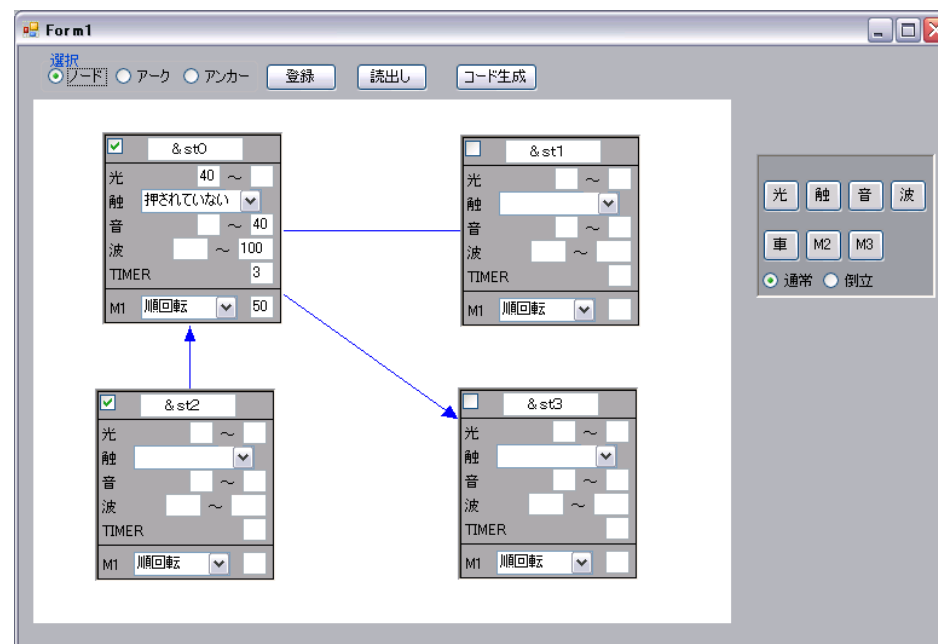 Form1
選択
ノード アーク アンカー 登録 読出し コード生成
&st0
光 40 ～
触 押されていない
音 ～ 40
波 ～ 100
TIMER 3
M1 順回転 50
&st1
光 ～
触
音 ～
波 ～
TIMER
M1 順回転
光 触 音 波
車 M2 M3
通常 倒立
&st2
光 ～
触
音 ～
波 ～
TIMER
M1 順回転
&st3
光 ～
触
音 ～
波 ～
TIMER
M1 順回転